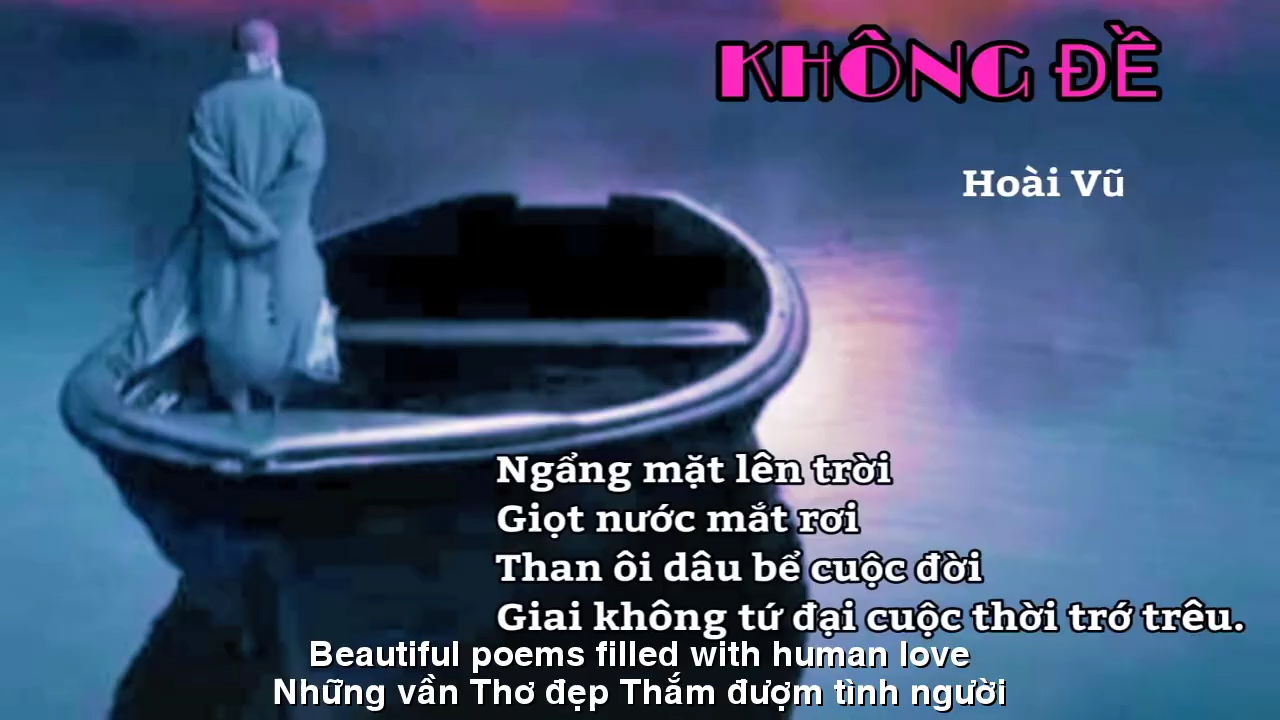 KHÔNG ĐỀ
Hoài Vũ
Ngẩng mặt lên trời
Giọt nước mắt rơi
Than ôi dâu bể cuộc đời
Giai không tứ đại cuộc thời trớ trêu.
Beautiful poems filled with human love
Những vần Thơ đẹp Thắm đượm tình người